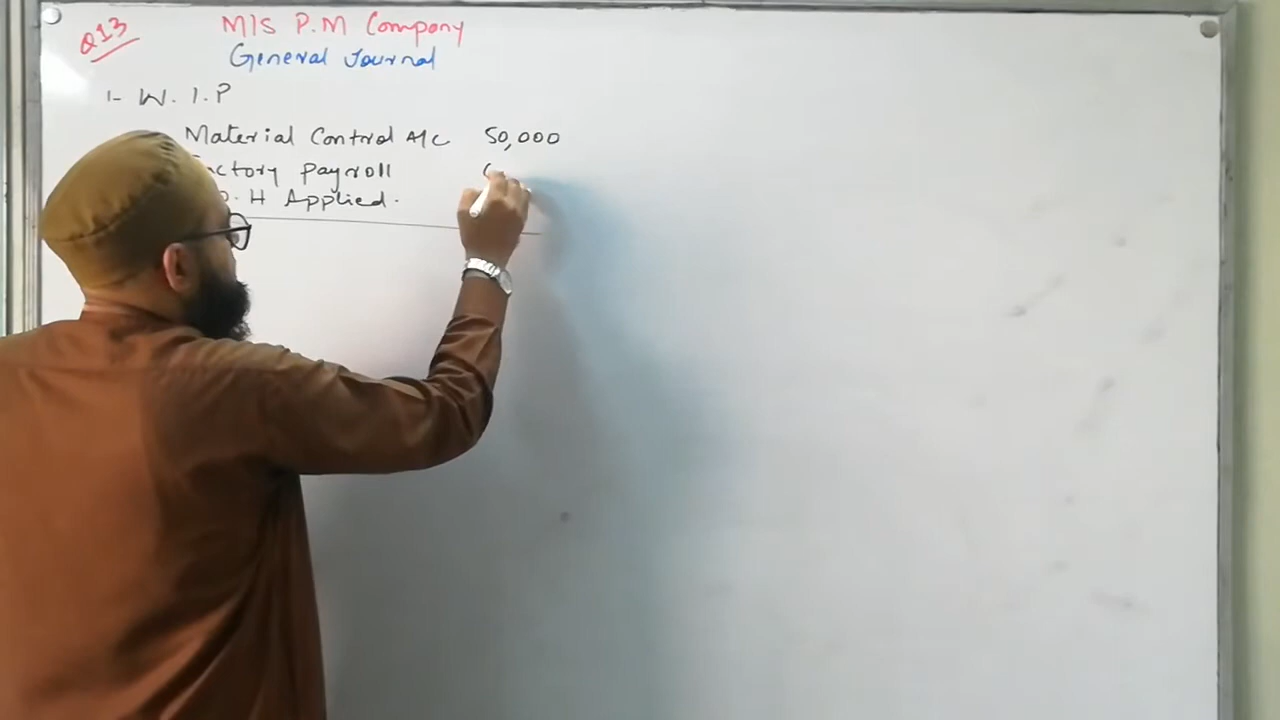 Q13
M/S P.M Company
General Journal
1- W.I.P
Material Control A/C 50,000
Payroll
H Applied.